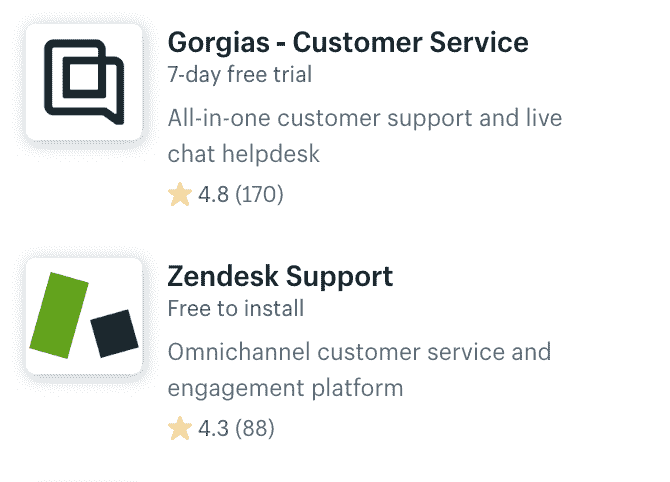 Gorgias - Customer Service
7-day free trial
All-in-one customer support and live
chat helpdesk
4.8 (170)
Zendesk Support
Free to install
Omnichannel customer service and
engagement platform
4.3 (88)